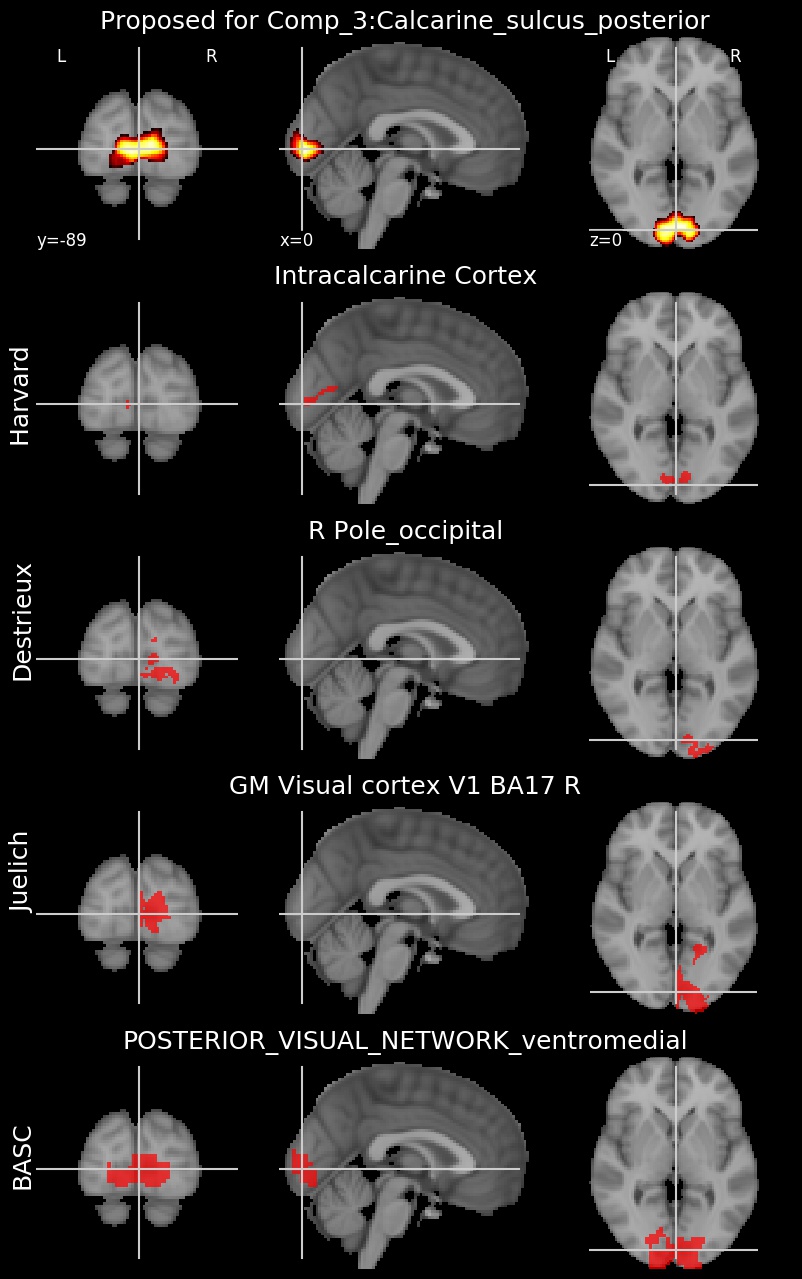 Proposed for Comp_3:Calcarine_sulcus_posterior
L R L R
y=-89 x=0 z=0
Intracalcarine Cortex
Harvard
R Pole_occipital
Destrieux
GM Visual cortex V1 BA17 R
Juelich
POSTERIOR_VISUAL_NETWORK_ventromedial
BASC